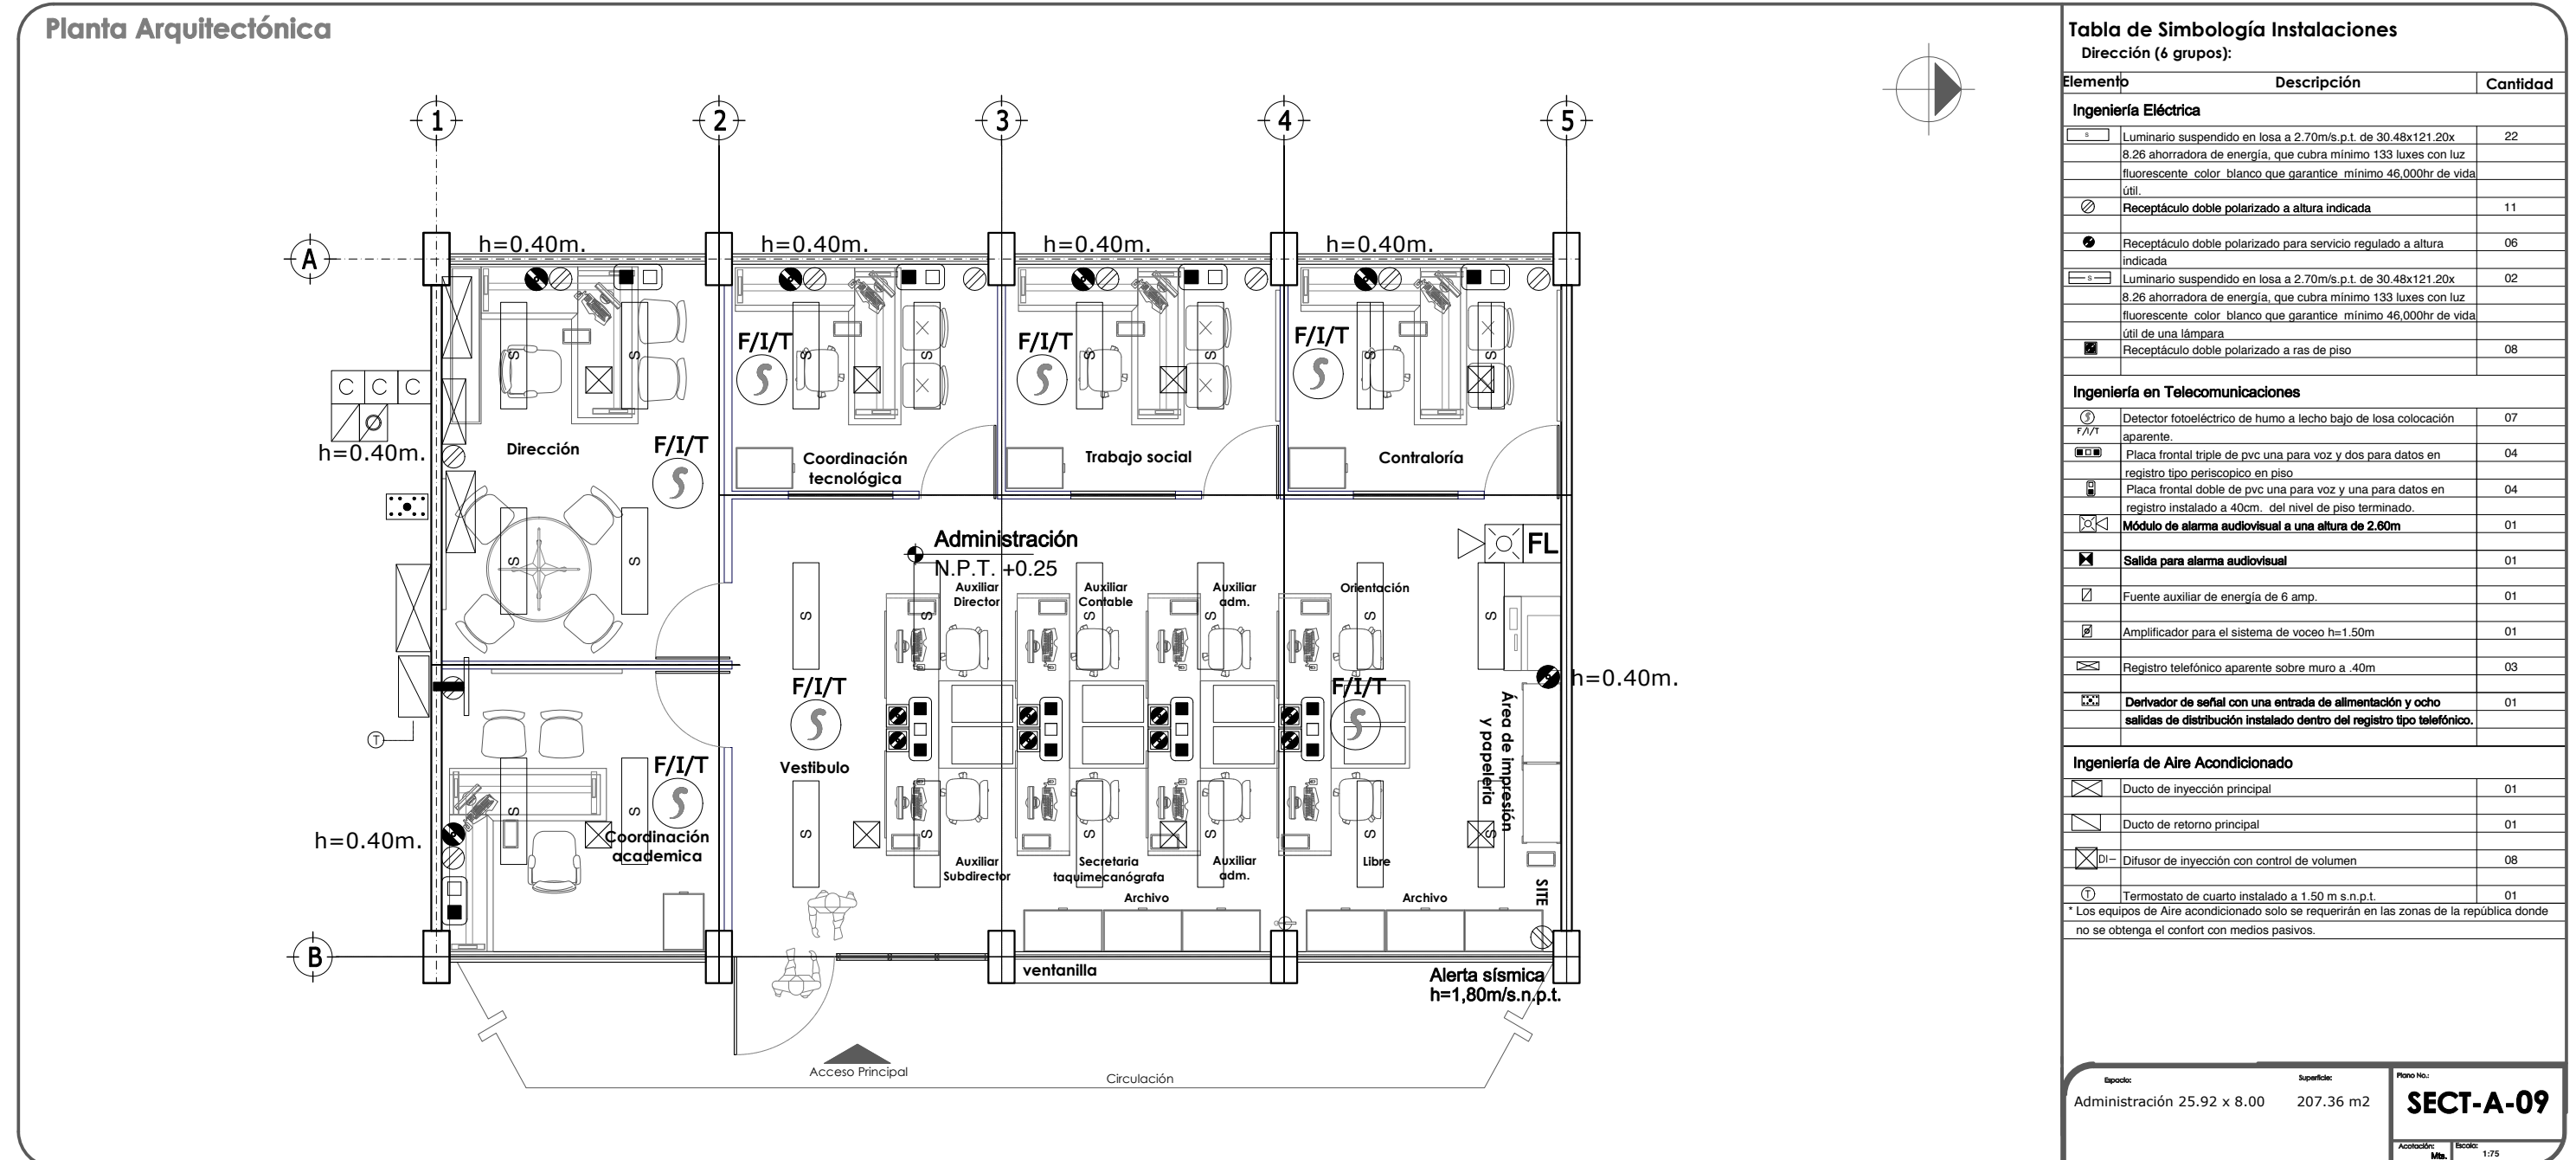 Planta Arquitectónica
1
2
3
4
5
A
B
h=0.40m.
h=0.40m.
h=0.40m.
h=0.40m.
F/I/T
F/I/T
F/I/T
F/I/T
S
S
S
S
S
S
S
S
C C C
h=0.40m.
Dirección
Coordinación
tecnológica
Trabajo social
Contraloría
S
S
Administración
N.P.T. +0.25
FL
Auxiliar
Director
Auxiliar
Contable
Auxiliar
adm.
Orientación
S
S
S
S
S
S
h=0.40m.
F/I/T
F/I/T
F/I/T
T
Vestibulo
Área de impresión
y papeleria
h=0.40m.
Coordinación
academica
S
S
S
S
S
S
S
S
Auxiliar
Subdirector
Secretaria
taquimecanógrafa
Auxiliar
adm.
Libre
SITE
Archivo
Archivo
ventanilla
Alerta sísmica
h=1,80m/s.n.p.t.
Acceso Principal
Circulación
Tabla de Simbología Instalaciones
Dirección (6 grupos):
Elemento Descripción Cantidad
Ingeniería Eléctrica
S Luminario suspendido en losa a 2.70m/s.p.t. de 30.48x121.20x 22
8.26 ahorradora de energía, que cubra mínimo 133 luxes con luz
fluorescente color blanco que garantice mínimo 46,000hr de vida
útil.
Receptáculo doble polarizado a altura indicada 11
Receptáculo doble polarizado para servicio regulado a altura 06
indicada
S Luminario suspendido en losa a 2.70m/s.p.t. de 30.48x121.20x 02
8.26 ahorradora de energía, que cubra mínimo 133 luxes con luz
fluorescente color blanco que garantice mínimo 46,000hr de vida
útil de una lámpara
Receptáculo doble polarizado a ras de piso 08
Ingeniería en Telecomunicaciones
Detector fotoeléctrico de humo a lecho bajo de losa colocación 07
F/I/T aparente.
Placa frontal triple de pvc una para voz y dos para datos en 04
registro tipo periscopico en piso
Placa frontal doble de pvc una para voz y una para datos en 04
registro instalado a 40cm. del nivel de piso terminado.
Módulo de alarma audiovisual a una altura de 2.60m 01
Salida para alarma audiovisual 01
Fuente auxiliar de energía de 6 amp. 01
Amplificador para el sistema de voceo h=1.50m 01
Registro telefónico aparente sobre muro a .40m 03
Derivador de señal con una entrada de alimentación y ocho 01
salidas de distribución instalado dentro del registro tipo telefónico.
Ingeniería de Aire Acondicionado
Ducto de inyección principal 01
Ducto de retorno principal 01
DI- Difusor de inyección con control de volumen 08
T Termostato de cuarto instalado a 1.50 m s.n.p.t. 01
* Los equipos de Aire acondicionado solo se requerirán en las zonas de la república donde
no se obtenga el confort con medios pasivos.
Espacio: Superficie: Plano No.:
Administración 25.92 x 8.00 207.36 m2 SECT-A-09
Acotación: Escala:
Mts. 1:75